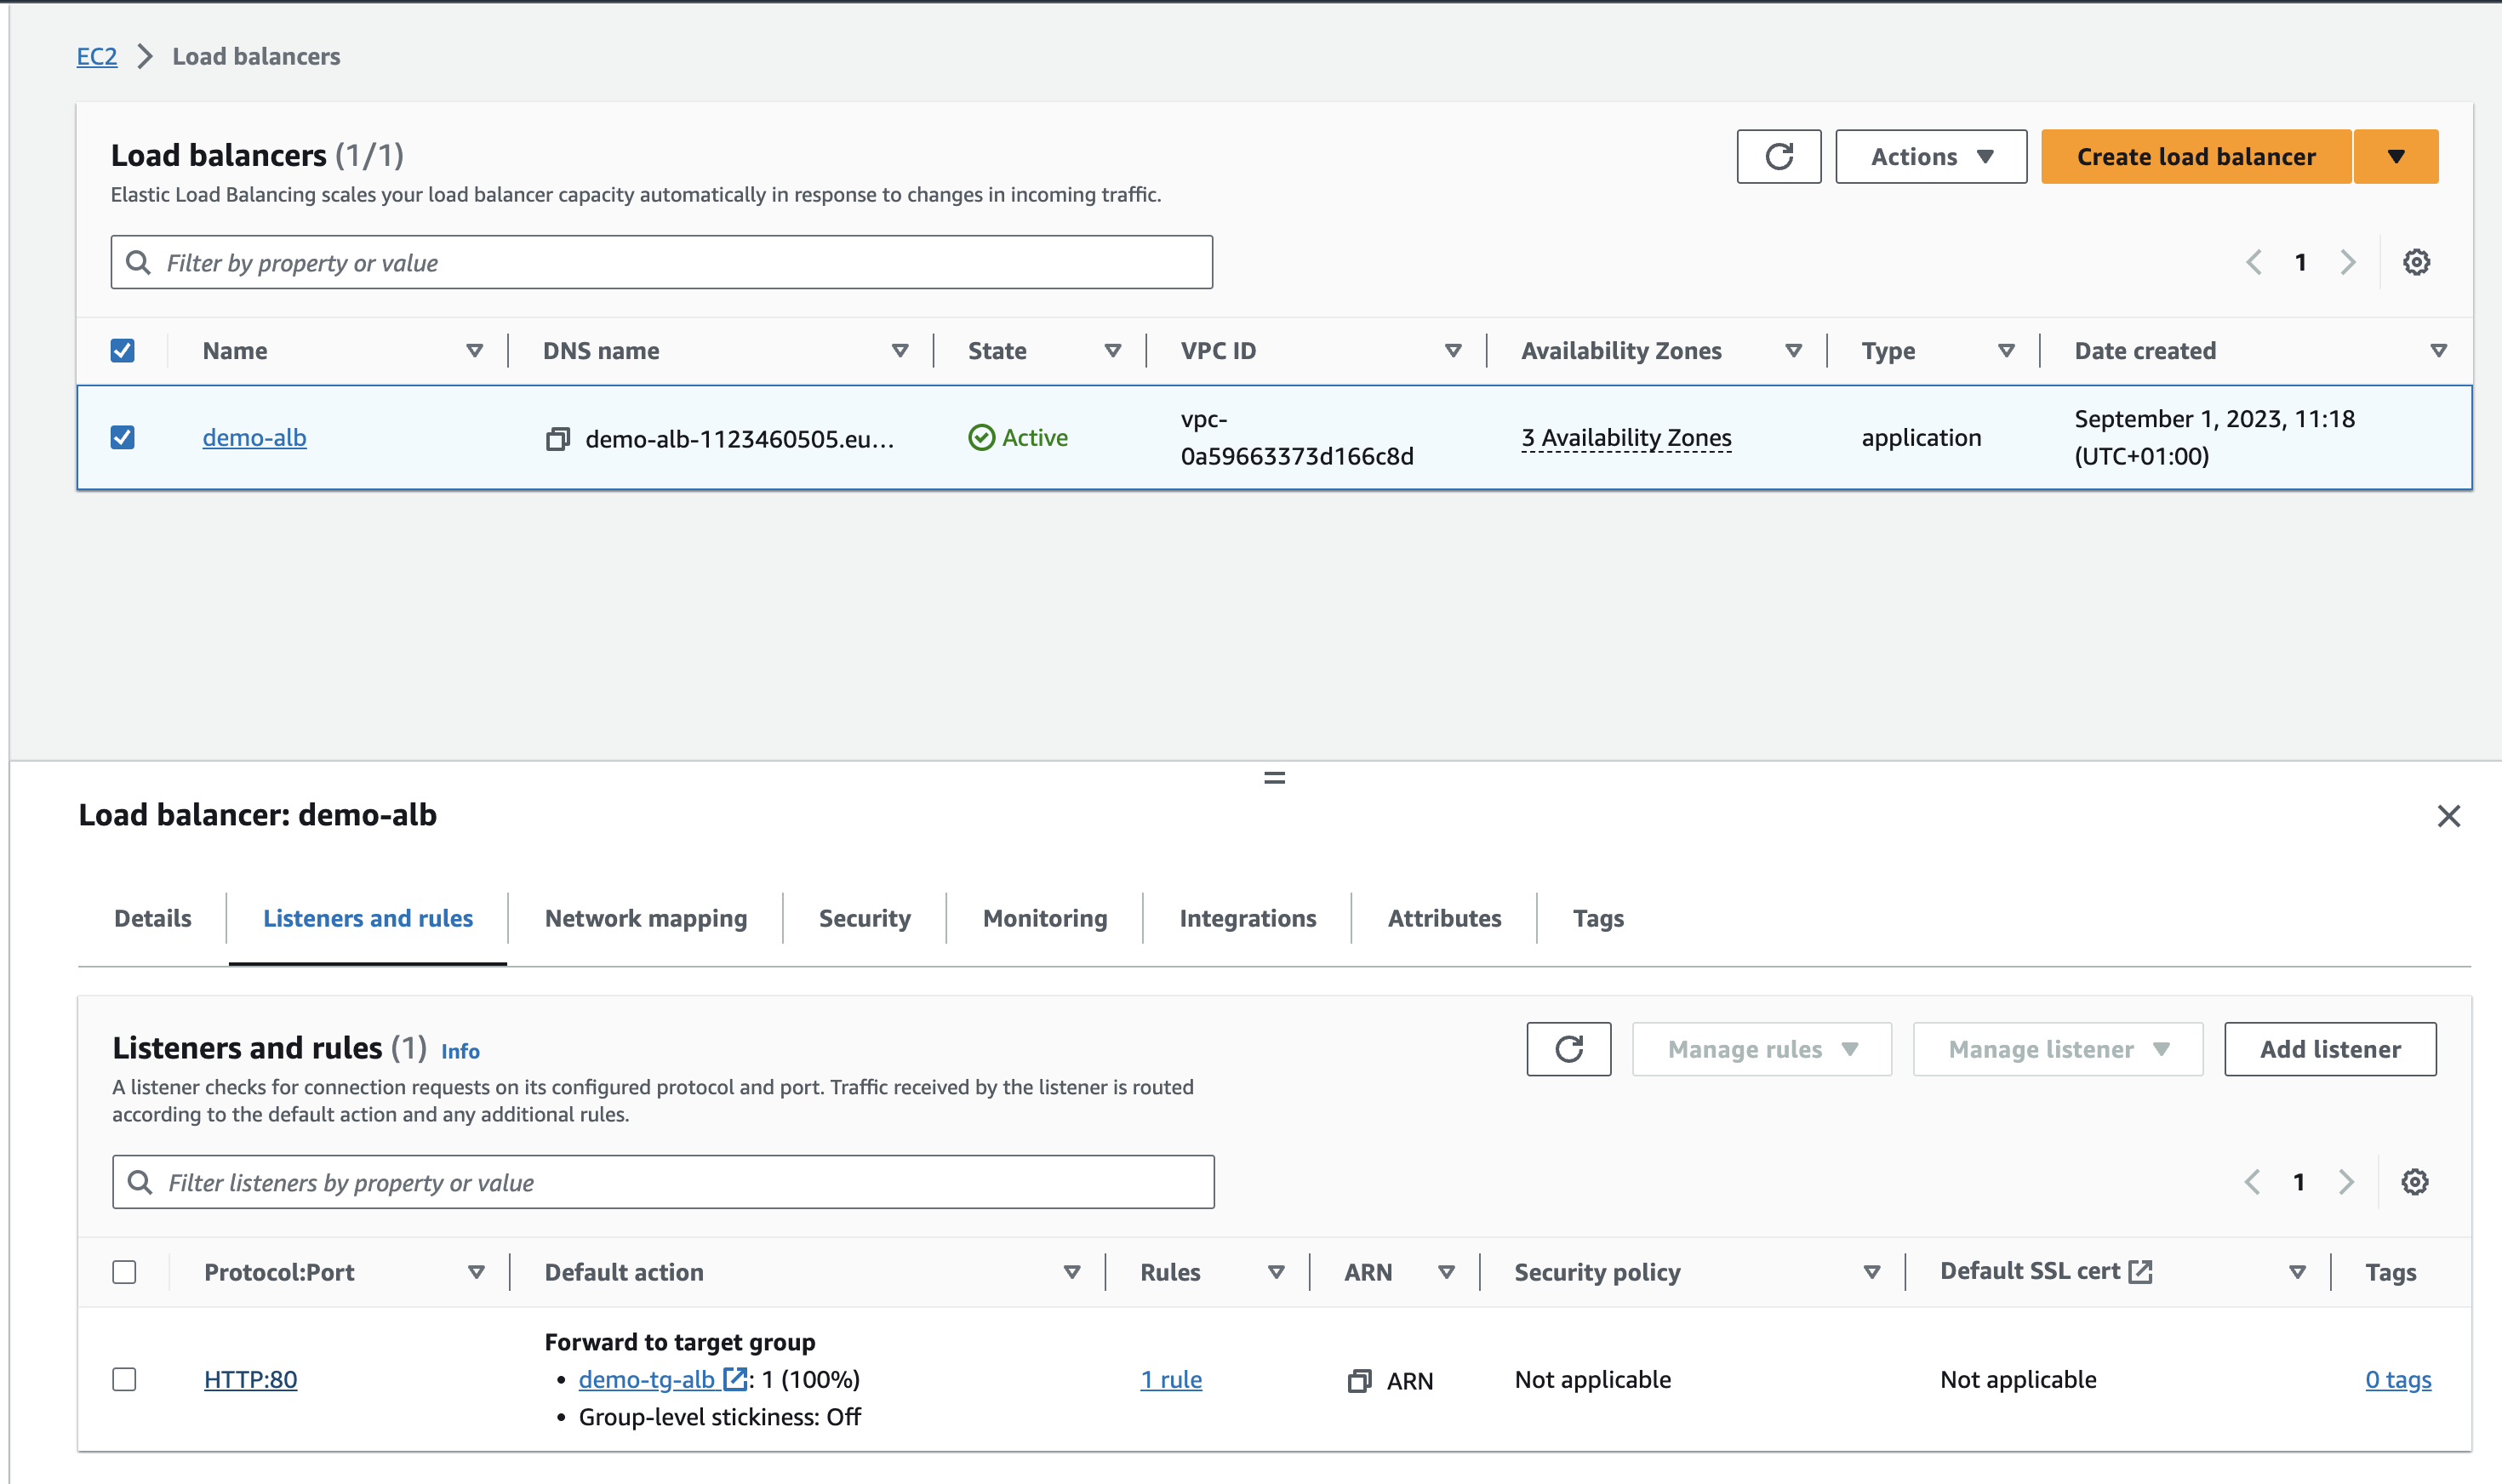 EC2 > Load balancers
Load balancers (1/1)
Elastic Load Balancing scales your load balancer capacity automatically in response to changes in incoming traffic.
Actions
Create load balancer
Filter by property or value
1
Name
DNS name
State
VPC ID
Availability Zones
Type
Date created
demo-alb
demo-alb-1123460505.eu...
Active
vpc-
0a59663373d166c8d
3 Availability Zones
application
September 1, 2023, 11:18
(UTC+01:00)
Load balancer: demo-alb
Details
Listeners and rules
Network mapping
Security
Monitoring
Integrations
Attributes
Tags
Listeners and rules (1) Info
A listener checks for connection requests on its configured protocol and port. Traffic received by the listener is routed
according to the default action and any additional rules.
Manage rules
Manage listener
Add listener
Filter listeners by property or value
1
Protocol:Port
Default action
Rules
ARN
Security policy
Default SSL cert
Tags
HTTP:80
Forward to target group
• demo-tg-alb : 1 (100%)
• Group-level stickiness: Off
1 rule
ARN
Not applicable
Not applicable
0 tags